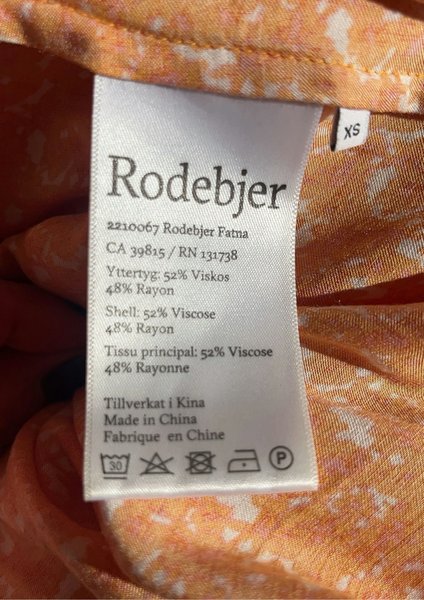 XS
Rodebjer
2210067 Rodebjer Fatna
CA 39815 / RN 131738
Yttertyg: 52% Viskos
48% Rayon
Shell: 52% Viscose
48% Rayon
Tissu principal: 52% Viscose
48% Rayonne
Tillverkat i Kina
Made in China
Fabrique en Chine
30 P